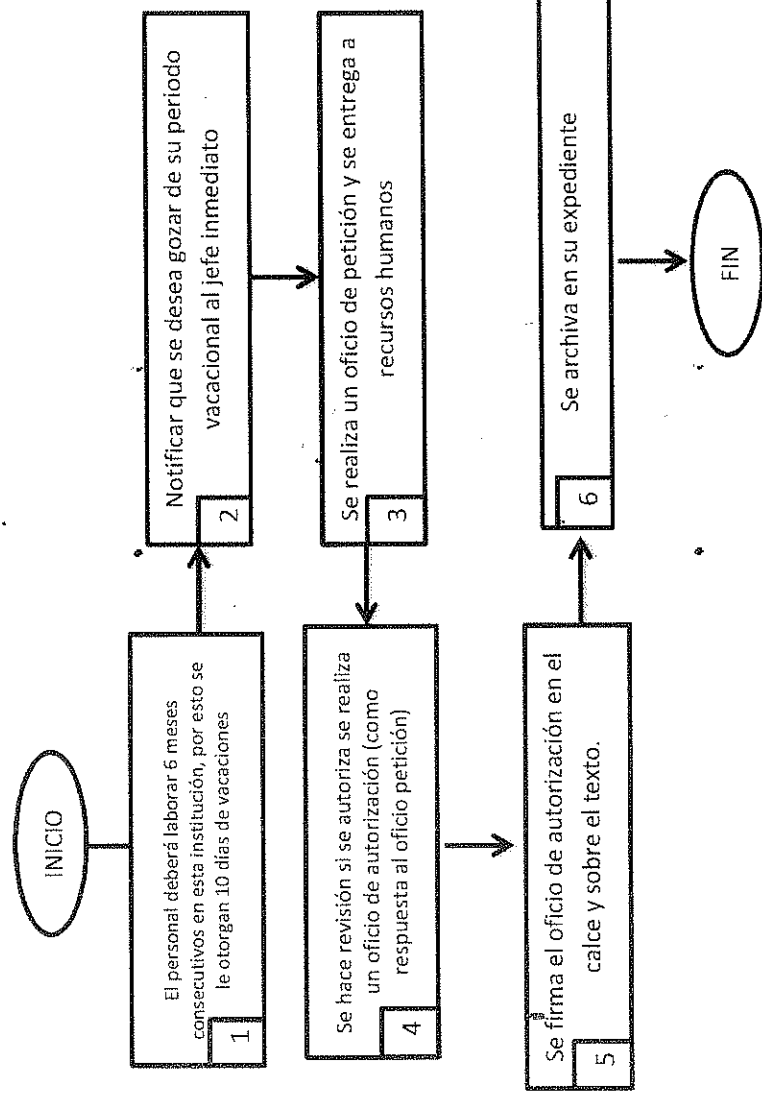 INICIO
El personal deberá laborar 6 meses
consecutivos en esta institución, por esto se
le otorgan 10 días de vacaciones
1
Notificar que se desea gozar de su periodo
vacacional al jefe inmediato
2
Se realiza un oficio de petición y se entrega a
recursos humanos
3
Se hace revisión si se autoriza se realiza
un oficio de autorización (como
respuesta al oficio petición)
4
Se firma el oficio de autorización en el
calce y sobre el texto.
5
Se archiva en su expediente
6
FIN